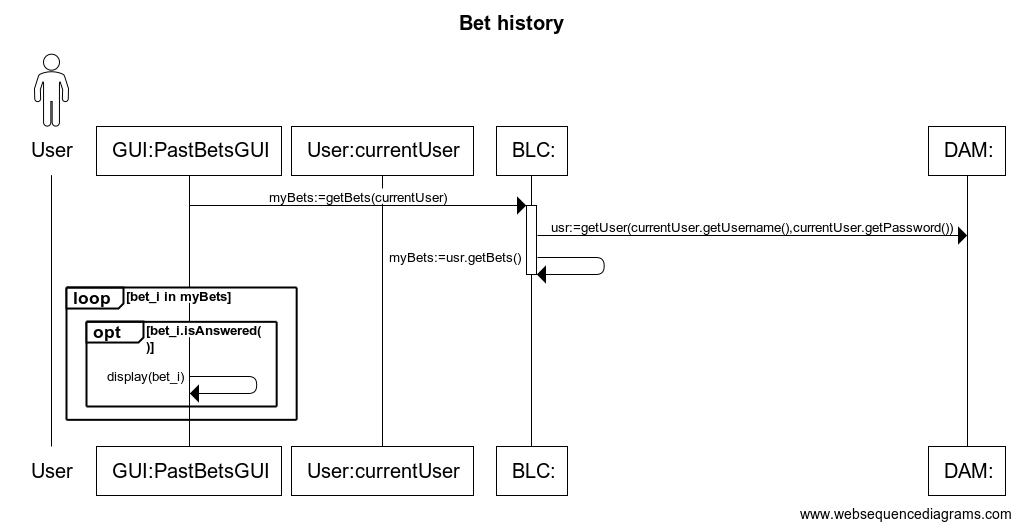 Bet history
User
GUI:PastBetsGUI
User:currentUser
BLC:
DAM:
myBets:=getBets(currentUser)
usr:=getUser(currentUser.getUsername(),currentUser.getPassword())
myBets:=usr.getBets()
loop [bet_i in myBets]
opt [bet_i.isAnswered(
)]
display(bet_i)
User
GUI:PastBetsGUI
User:currentUser
BLC:
DAM:
www.websequencediagrams.com